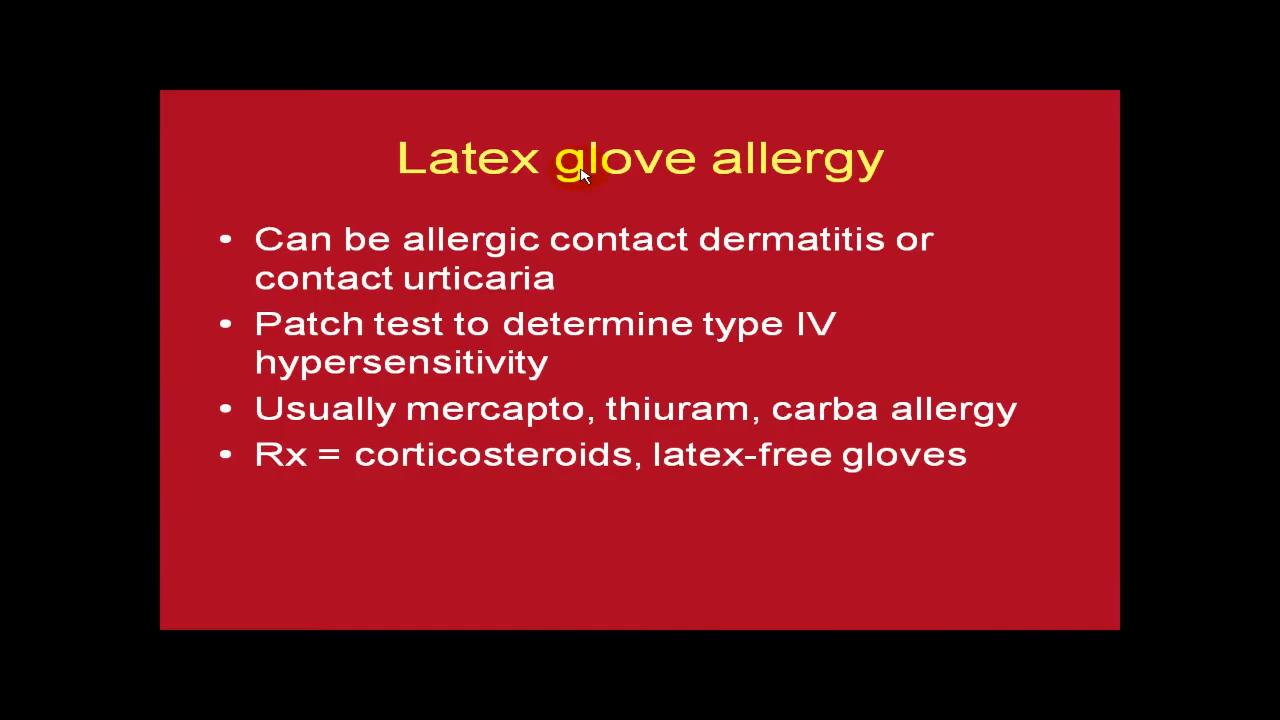 Latex glove allergy
• Can be allergic contact dermatitis or
contact urticaria
• Patch test to determine type IV
hypersensitivity
• Usually mercapto, thiuram, carba allergy
• Rx = corticosteroids, latex-free gloves